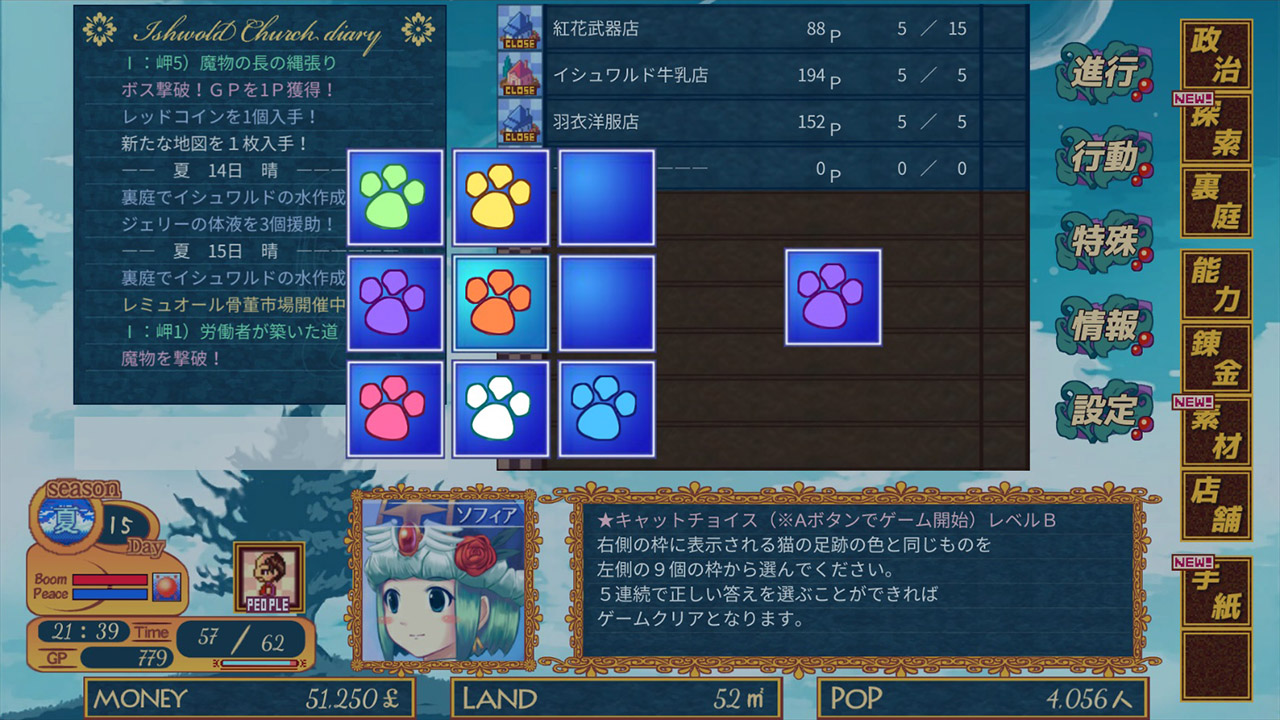 Ishwold Church diary
Ⅰ：岬5）魔物の長の縄張り
ボス撃破！ＧＰを1Ｐ獲得！
レッドコインを1個入手！
新たな地図を１枚入手！
―― 夏 14日 晴 ―――
裏庭でイシュワルドの水作成
ジェリーの体液を3個援助！
―― 夏 15日 晴 ――――――
裏庭でイシュワルドの水作成
レミュオール骨董市場開催中
Ⅰ：岬1）労働者が築いた道
魔物を撃破！
CLOSE 紅花武器店 88 P 5 ／ 15
CLOSE イシュワルド牛乳店 194 P 5 ／ 5
CLOSE 羽衣洋服店 152 P 5 ／ 5
――― 0 P 0 ／ 0
進行
行動
特殊
情報
設定
政治
NEW!
探索
裏庭
能力
錬金
NEW!
素材
店舗
NEW!
手紙
season
夏 15
Day
Boom
Peace
PEOPLE
21：39 Time
GP 779
57 / 62
ソフィア
★キャットチョイス（※Aボタンでゲーム開始）レベルＢ
右側の枠に表示される猫の足跡の色と同じものを
左側の９個の枠から選んでください。
５連続で正しい答えを選ぶことができれば
ゲームクリアとなります。
MONEY 51.250 £
LAND 52 ㎡
POP 4.056 人